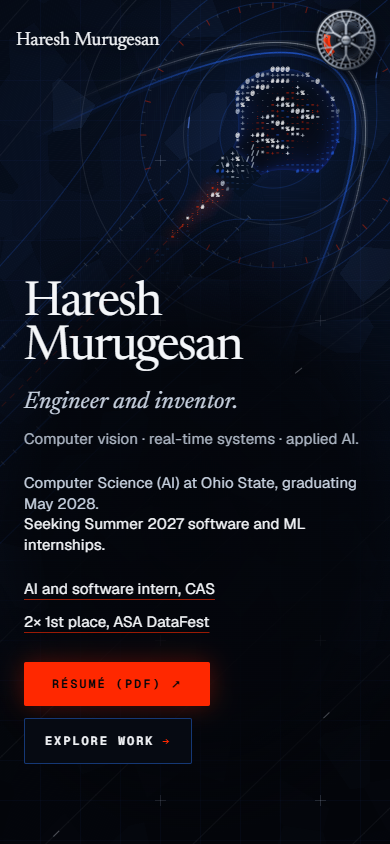 Haresh Murugesan
Haresh
Murugesan
Engineer and inventor.
Computer vision · real-time systems · applied AI.
Computer Science (AI) at Ohio State, graduating
May 2028.
Seeking Summer 2027 software and ML
internships.
AI and software intern, CAS
2× 1st place, ASA DataFest
RÉSUMÉ (PDF) ↗
EXPLORE WORK →